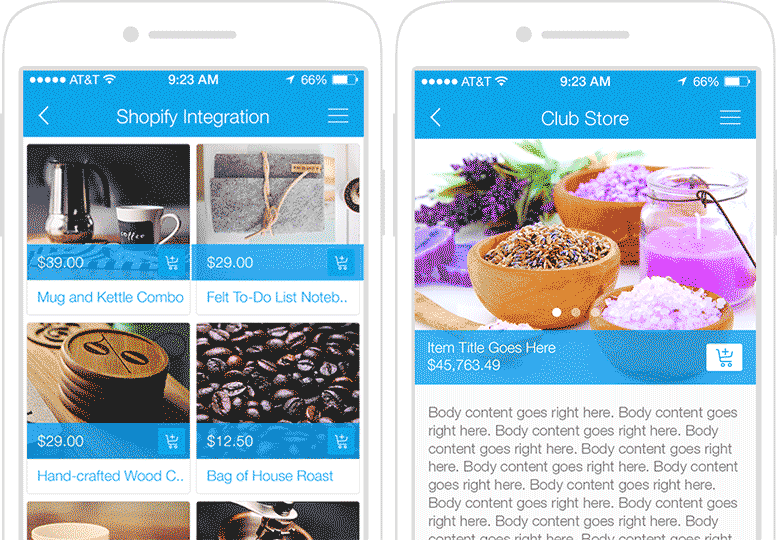 AT&T 9:23 AM 66%
Shopify Integration
$39.00
$29.00
Mug and Kettle Combo
Felt To-Do List Noteb..
coffee
$29.00
$12.50
Hand-crafted Wood C..
Bag of House Roast
AT&T 9:23 AM 66%
Club Store
Item Title Goes Here
$45,763.49
Body content goes right here. Body content goes
right here. Body content goes right here. Body
content goes right here. Body content goes right
here. Body content goes right here. Body content
goes right here. Body content goes right here.
Body content goes right here. Body content goes
right here. Body content goes right here. Body
content goes right here. Body content goes right